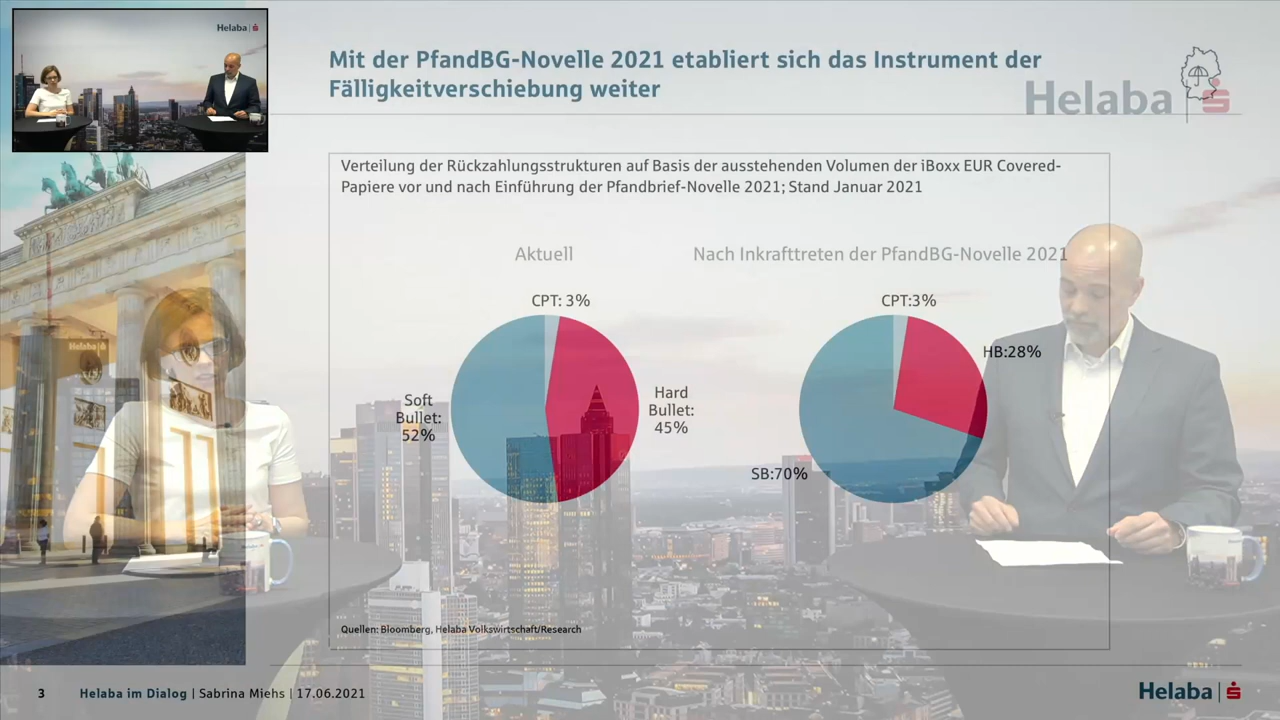 Helaba
Mit der PfandBG-Novelle 2021 etabliert sich das Instrument der
Fälligkeitverschiebung weiter
Helaba
Verteilung der Rückzahlungsstrukturen auf Basis der ausstehenden Volumen der iBoxx EUR Covered-
Papiere vor und nach Einführung der Pfandbrief-Novelle 2021; Stand Januar 2021
Aktuell
Nach Inkrafttreten der PfandBG-Novelle 2021
CPT: 3%
CPT:3%
HB:28%
Soft
Bullet:
52%
Hard
Bullet:
45%
SB:70%
Helaba
Quellen: Bloomberg, Helaba Volkswirtschaft/Research
3 Helaba im Dialog | Sabrina Miehs | 17.06.2021
Helaba